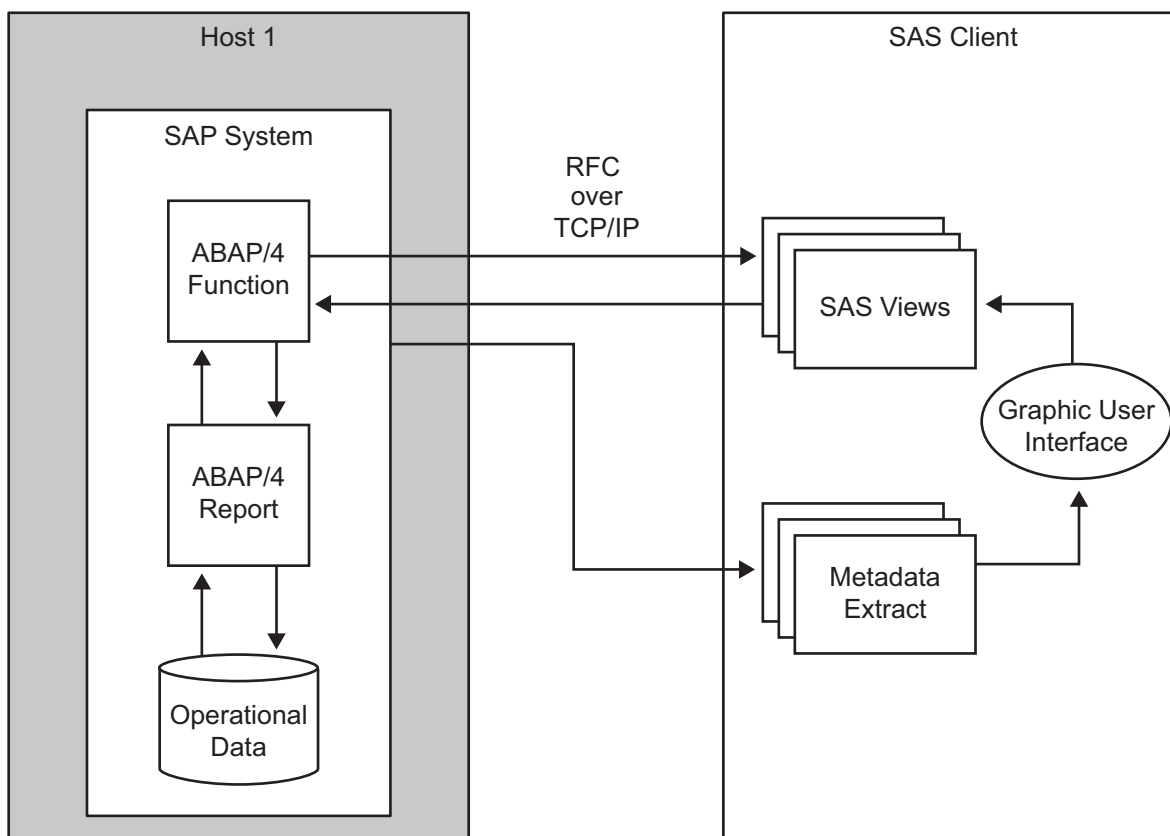 Host 1
SAP System
ABAP/4
Function
ABAP/4
Report
Operational
Data
RFC
over
TCP/IP
SAS Client
SAS Views
Graphic User
Interface
Metadata
Extract